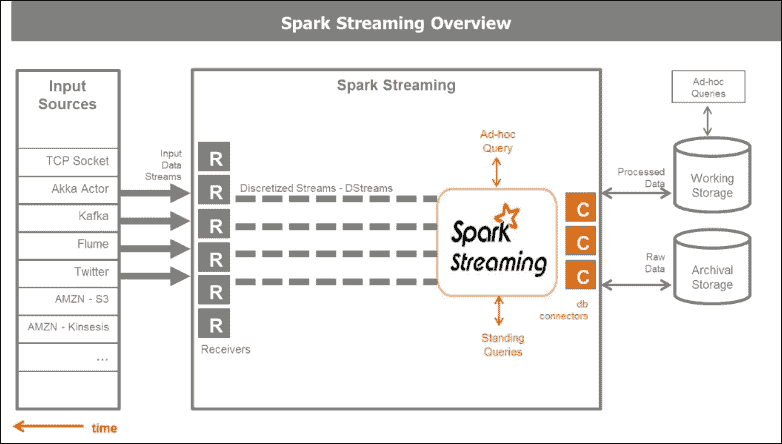 Spark Streaming Overview
Input
Sources
TCP Socket
Akka Actor
Kafka
Flume
Twitter
AMZN - S3
AMZN - Kinsesis
...
time
Input
Data
Streams
Spark Streaming
R
R
R
R
R
R
Receivers
Discretized Streams - DStreams
Ad-hoc
Query
Spark
Streaming
Standing
Queries
C
C
C
db
connectors
Processed
Data
Raw
Data
Ad-hoc
Queries
Working
Storage
Archival
Storage